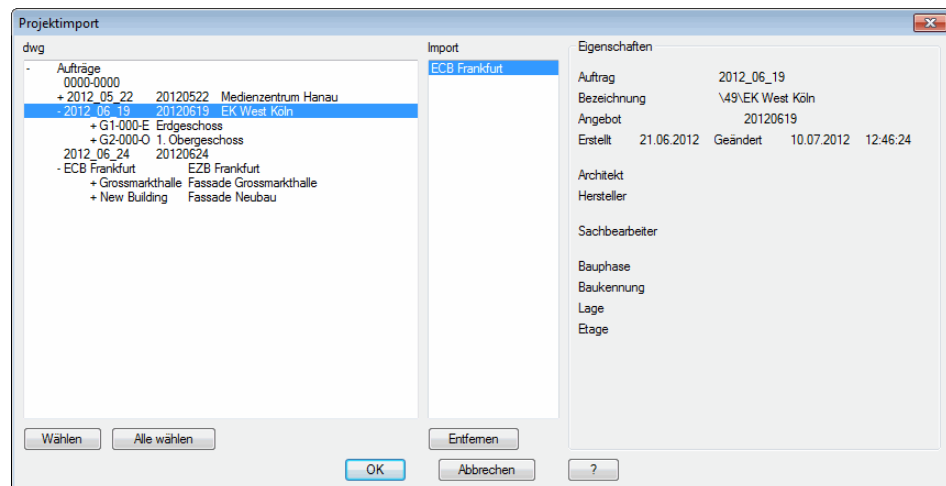 Projektimport
dwg
- Aufträge
0000-0000
+ 2012_05_22 20120522 Medienzentrum Hanau
- 2012_06_19 20120619 EK West Köln
+ G1-000-E Erdgeschoss
+ G2-000-O 1. Obergeschoss
2012_06_24 20120624
- ECB Frankfurt EZB Frankfurt
+ Grossmarkthalle Fassade Grossmarkthalle
+ New Building Fassade Neubau
Wählen Alle wählen
Import
ECB Frankfurt
Entfernen
Eigenschaften
Auftrag 2012_06_19
Bezeichnung \49\EK West Köln
Angebot 20120619
Erstellt 21.06.2012 Geändert 10.07.2012 12:46:24
Architekt
Hersteller
Sachbearbeiter
Bauphase
Baukennung
Lage
Etage
OK Abbrechen ?